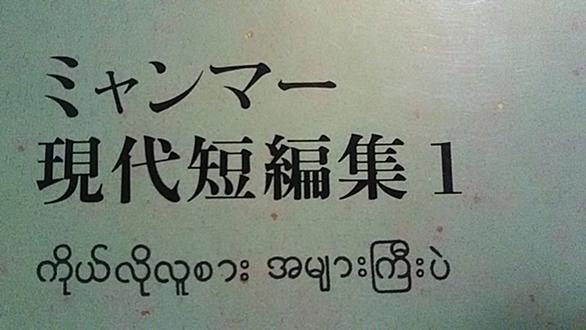 ミャンマー
現代短編集1
ကိုယ်လိုလူစား အများကြီးပဲ